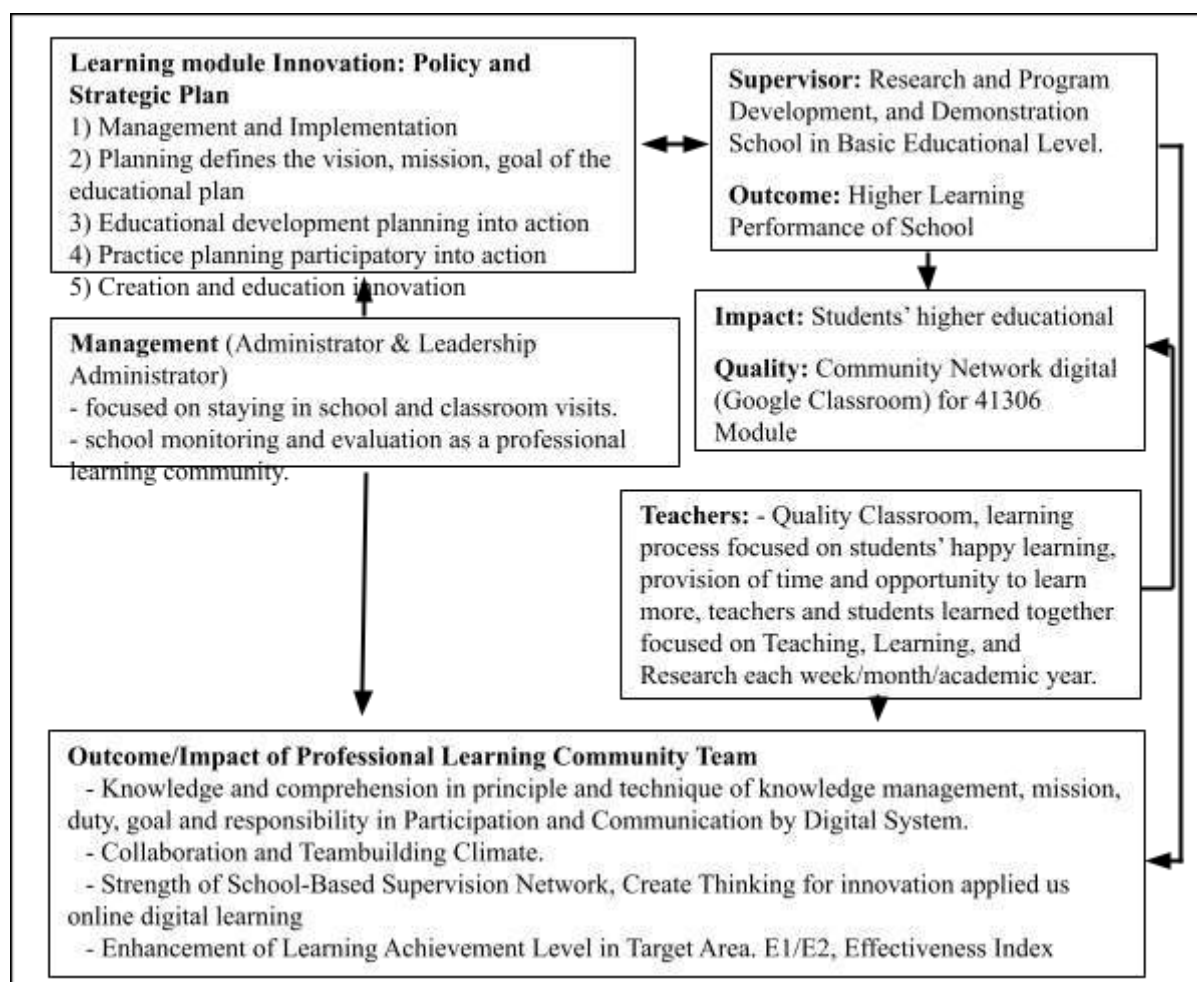 Learning module Innovation: Policy and
Strategic Plan
1) Management and Implementation
2) Planning defines the vision, mission, goal of the
educational plan
3) Educational development planning into action
4) Practice planning participatory into action
5) Creation and education innovation
Supervisor: Research and Program
Development, and Demonstration
School in Basic Educational Level.
Outcome: Higher Learning
Performance of School
Management (Administrator & Leadership
Administrator)
- focused on staying in school and classroom visits.
- school monitoring and evaluation as a professional
learning community.
Impact: Students’ higher educational
Quality: Community Network digital
(Google Classroom) for 41306
Module
Teachers: - Quality Classroom, learning
process focused on students’ happy learning,
provision of time and opportunity to learn
more, teachers and students learned together
focused on Teaching, Learning, and
Research each week/month/academic year.
Outcome/Impact of Professional Learning Community Team
- Knowledge and comprehension in principle and technique of knowledge management, mission,
duty, goal and responsibility in Participation and Communication by Digital System.
- Collaboration and Teambuilding Climate.
- Strength of School-Based Supervision Network, Create Thinking for innovation applied us
online digital learning
- Enhancement of Learning Achievement Level in Target Area. E1/E2, Effectiveness Index